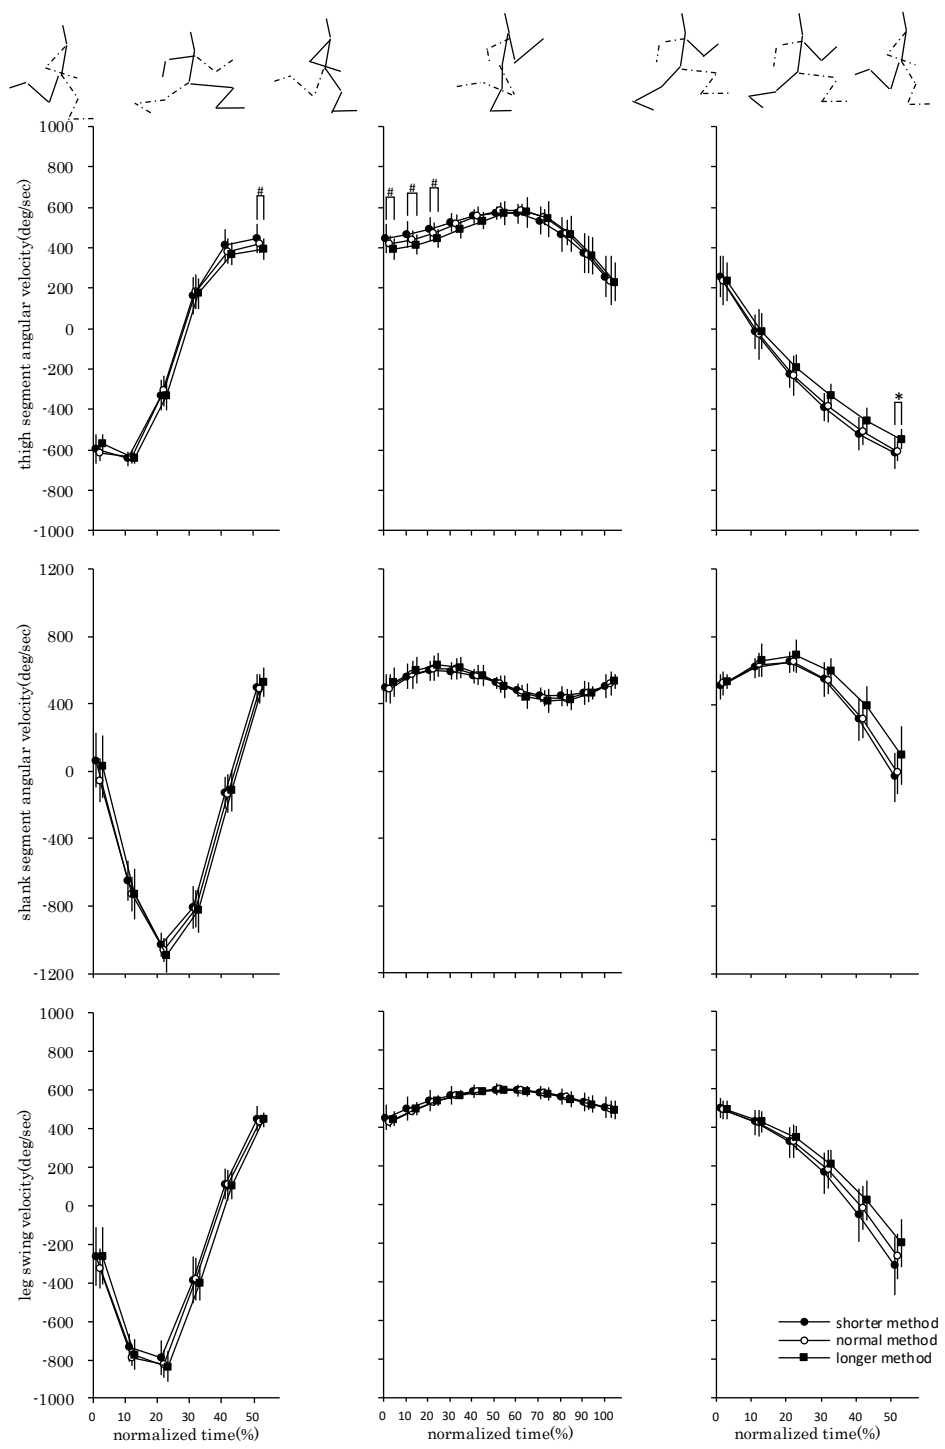 1000
800
600
400
200
0
-200
-400
-600
-800
-1000
thigh segment angular velocity(deg/sec)
#
# # #
*
1200
800
400
0
-400
-800
-1200
shank segment angular velocity(deg/sec)
1000
800
600
400
200
0
-200
-400
-600
-800
-1000
leg swing velocity(deg/sec)
shorter method
normal method
longer method
0 10 20 30 40 50
normalized time(%)
0 10 20 30 40 50 60 70 80 90 100
normalized time(%)
0 10 20 30 40 50
normalized time(%)